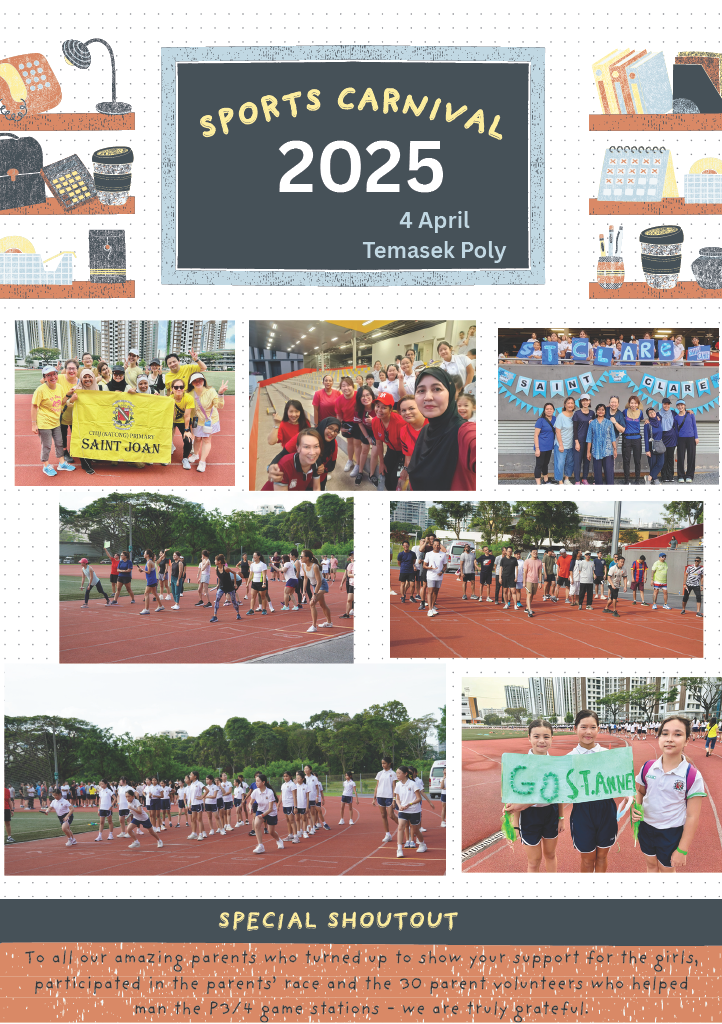 SPORTS CARNIVAL
2025
4 April
Temasek Poly
CHIJ (KATONG) PRIMARY
SAINT JOAN
ST CLARE
SAINT CLARE
GO ST. ANNE
SPECIAL SHOUTOUT
To all our amazing parents who turned up to show your support for the girls,
participated in the parents' race and the 30 parent volunteers who helped
man the P3/4 game stations - we are truly grateful.